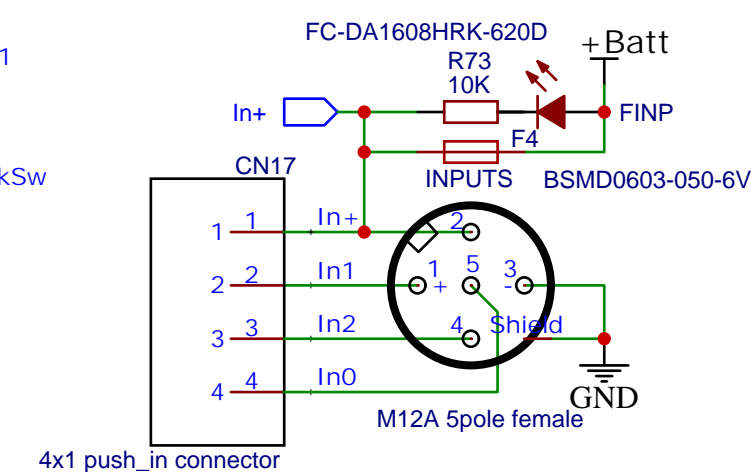 FC-DA1608HRK-620D
+Batt
1
R73
10K
In+
FINP
F4
kSw
CN17
INPUTS
BSMD0603-050-6V
1 1 In+ 2
2 2 In1 1 + 5 3 -
3 3 In2 4 Shield
4 4 In0
GND
M12A 5pole female
4x1 push_in connector